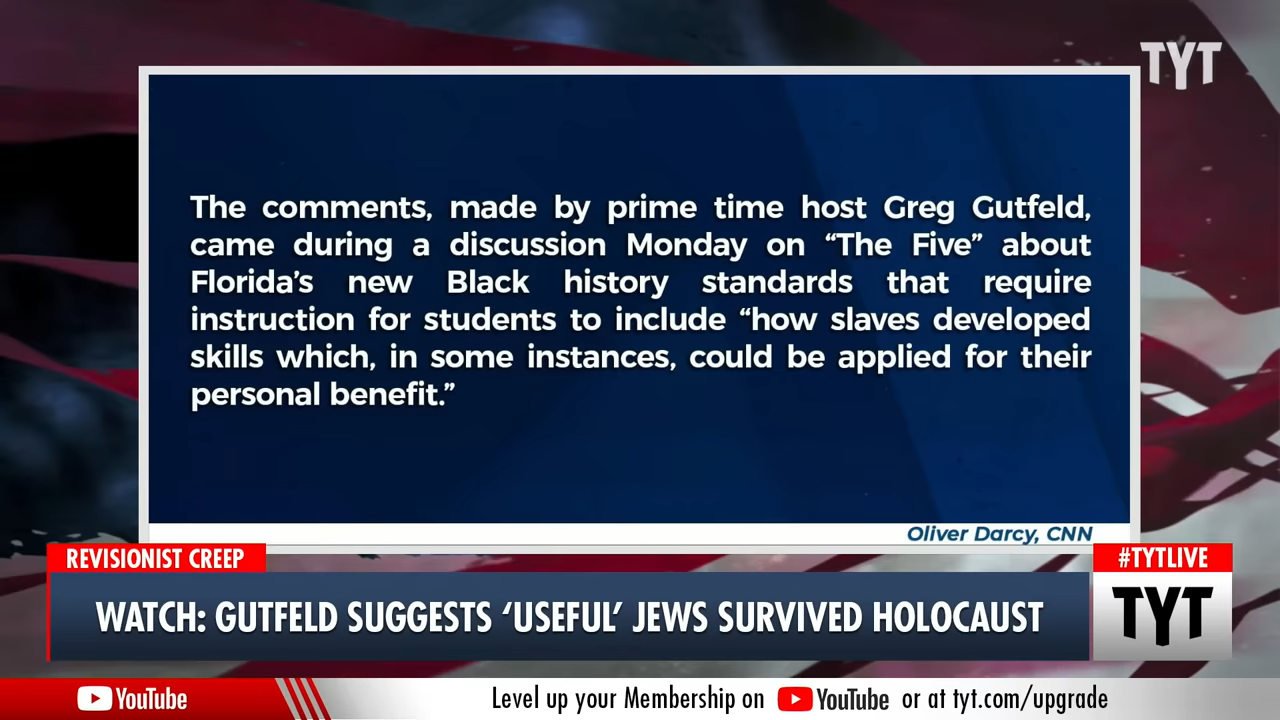 TYT
The comments, made by prime time host Greg Gutfeld,
came during a discussion Monday on “The Five” about
Florida’s new Black history standards that require
instruction for students to include “how slaves developed
skills which, in some instances, could be applied for their
personal benefit.”
Oliver Darcy, CNN
REVISIONIST CREEP
#TYTLIVE
WATCH: GUTFELD SUGGESTS ‘USEFUL’ JEWS SURVIVED HOLOCAUST
TYT
YouTube
Level up your Membership on YouTube or at tyt.com/upgrade